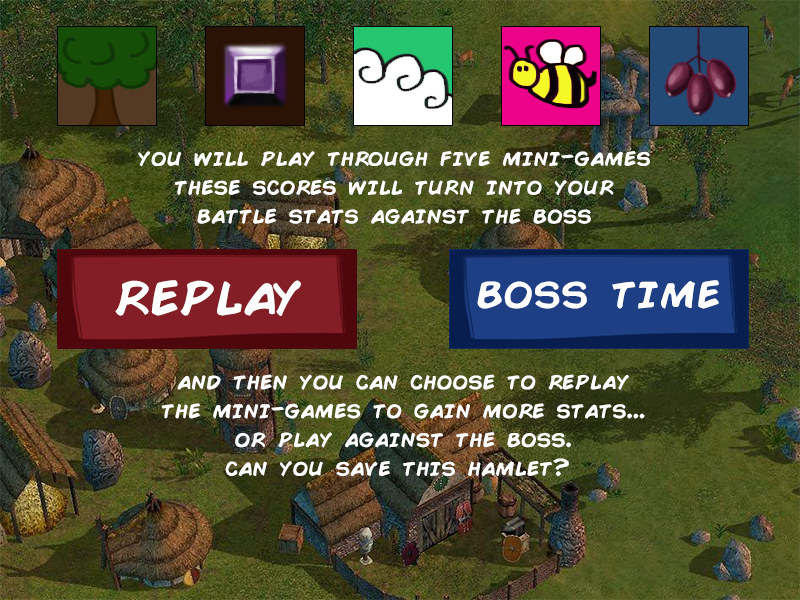 YOU WILL PLAY THROUGH FIVE MINI-GAMES
THESE SCORES WILL TURN INTO YOUR
BATTLE STATS AGAINST THE BOSS
REPLAY
BOSS TIME
AND THEN YOU CAN CHOOSE TO REPLAY
THE MINI-GAMES TO GAIN MORE STATS...
OR PLAY AGAINST THE BOSS.
CAN YOU SAVE THIS HAMLET?